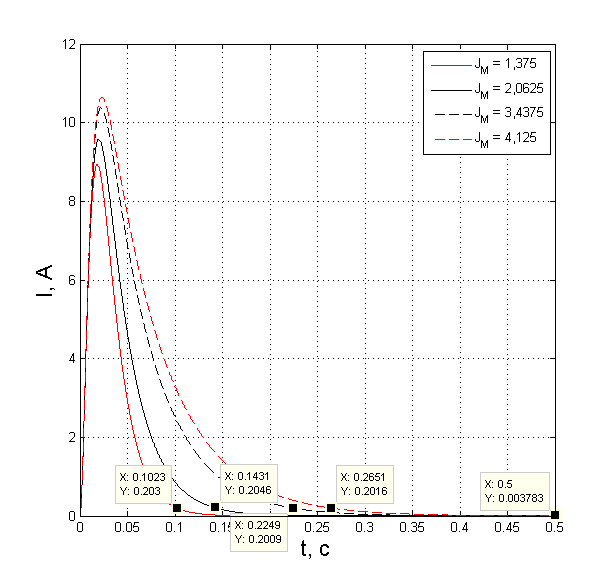 12
10
8
6
4
2
0
I, A
J_M = 1,375
J_M = 2,0625
J_M = 3,4375
J_M = 4,125
X: 0.1023
Y: 0.203
X: 0.1431
Y: 0.2046
X: 0.2249
Y: 0.2009
X: 0.2651
Y: 0.2016
X: 0.5
Y: 0.003783
0 0.05 0.1 0.15 0.25 0.3 0.35 0.4 0.45 0.5
t, c